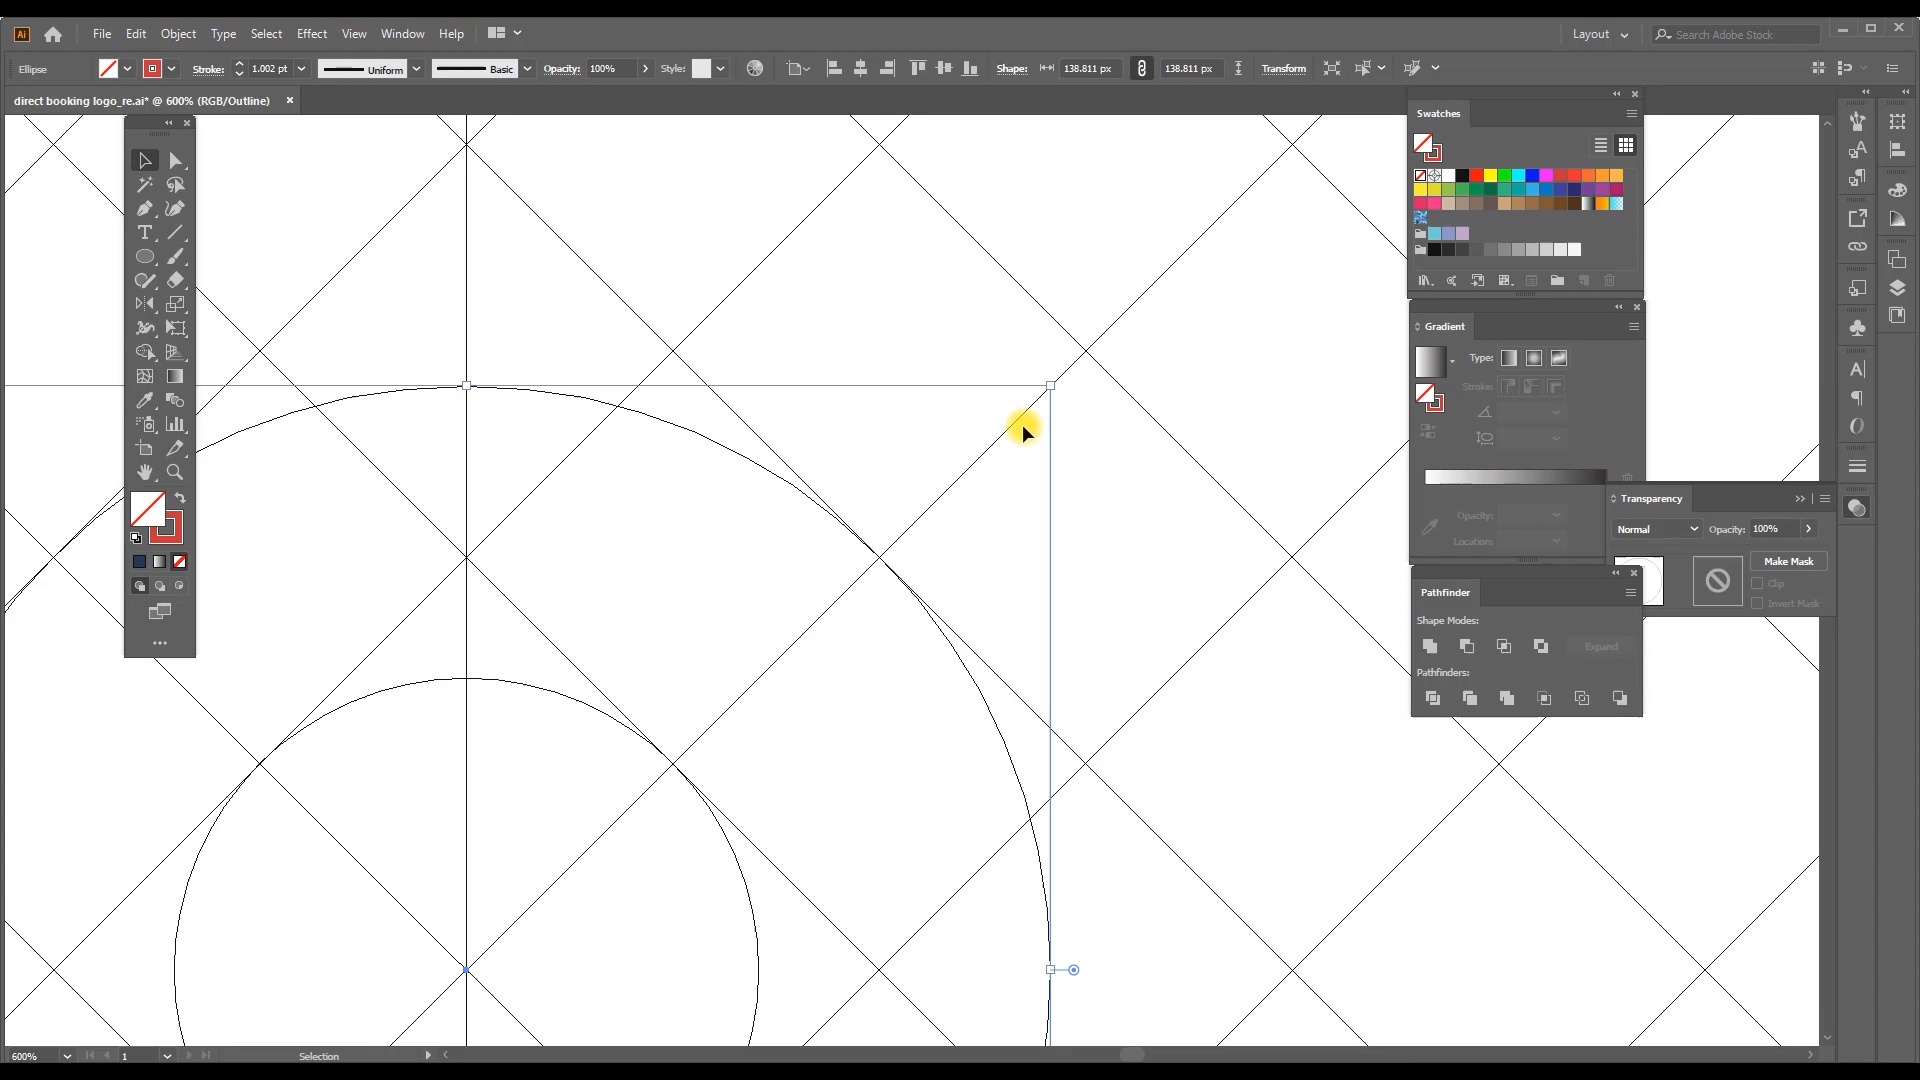 Ai File Edit Object Type Select Effect View Window Help Layout Search Adobe Stock
Ellipse Stroke: 1.002 pt Uniform Basic Opacity: 100% Style: Shape: 138.811 px 138.811 px Transform
direct booking logo_re.ai* @ 600% (RGB/Outline)
Swatches
Gradient
Type:
Stroke:
Opacity:
Location:
Transparency
Normal Opacity: 100%
Make Mask
Clip
Invert Mask
Pathfinder
Shape Modes:
Expand
Pathfinders:
600% 1 Selection